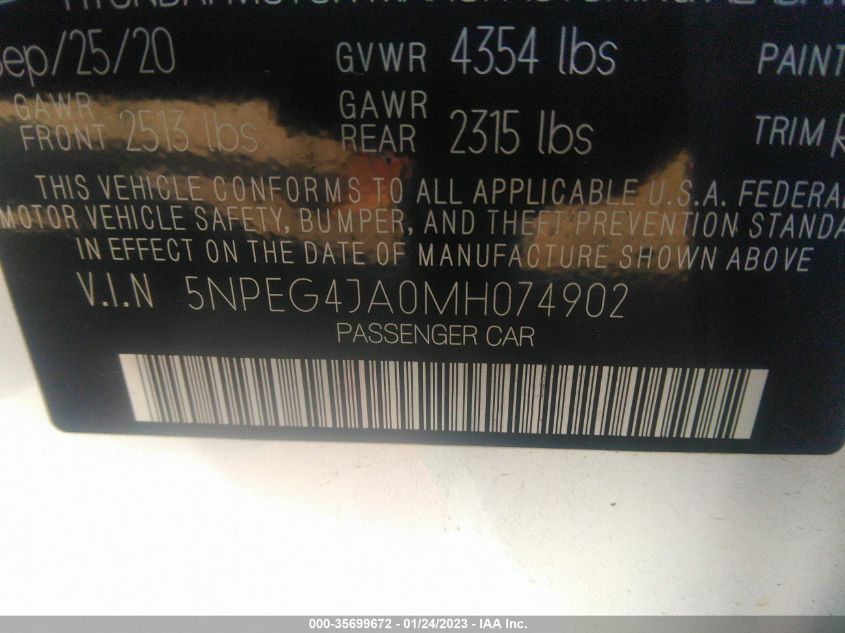 Sep/25/20 GVWR 4354 lbs PAINT
GAWR FRONT 2513 lbs GAWR REAR 2315 lbs TRIM
THIS VEHICLE CONFORMS TO ALL APPLICABLE U.S.A. FEDERAL
MOTOR VEHICLE SAFETY, BUMPER, AND THEFT PREVENTION STANDA
IN EFFECT ON THE DATE OF MANUFACTURE SHOWN ABOVE
V.I.N 5NPEG4JA0MH074902
PASSENGER CAR
000-35699672 - 01/24/2023 - IAA Inc.